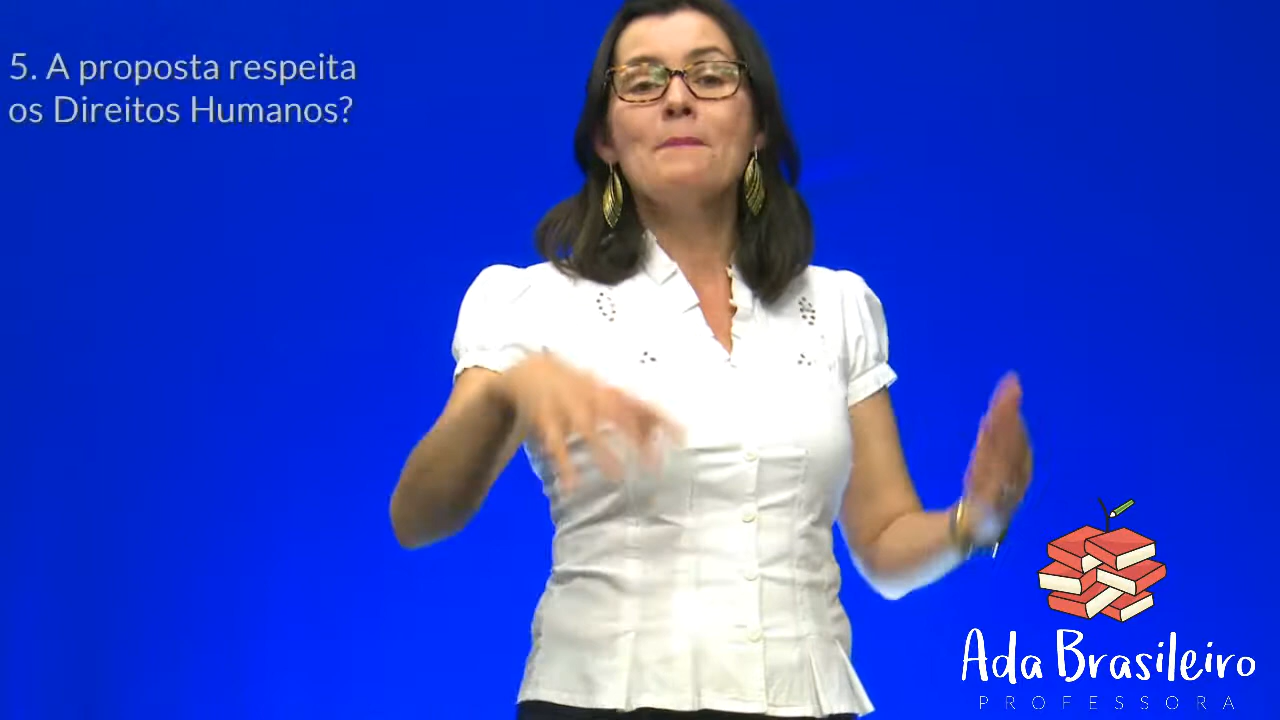 5. A proposta respeita
os Direitos Humanos?
Ada Brasileiro
PROFESSORA